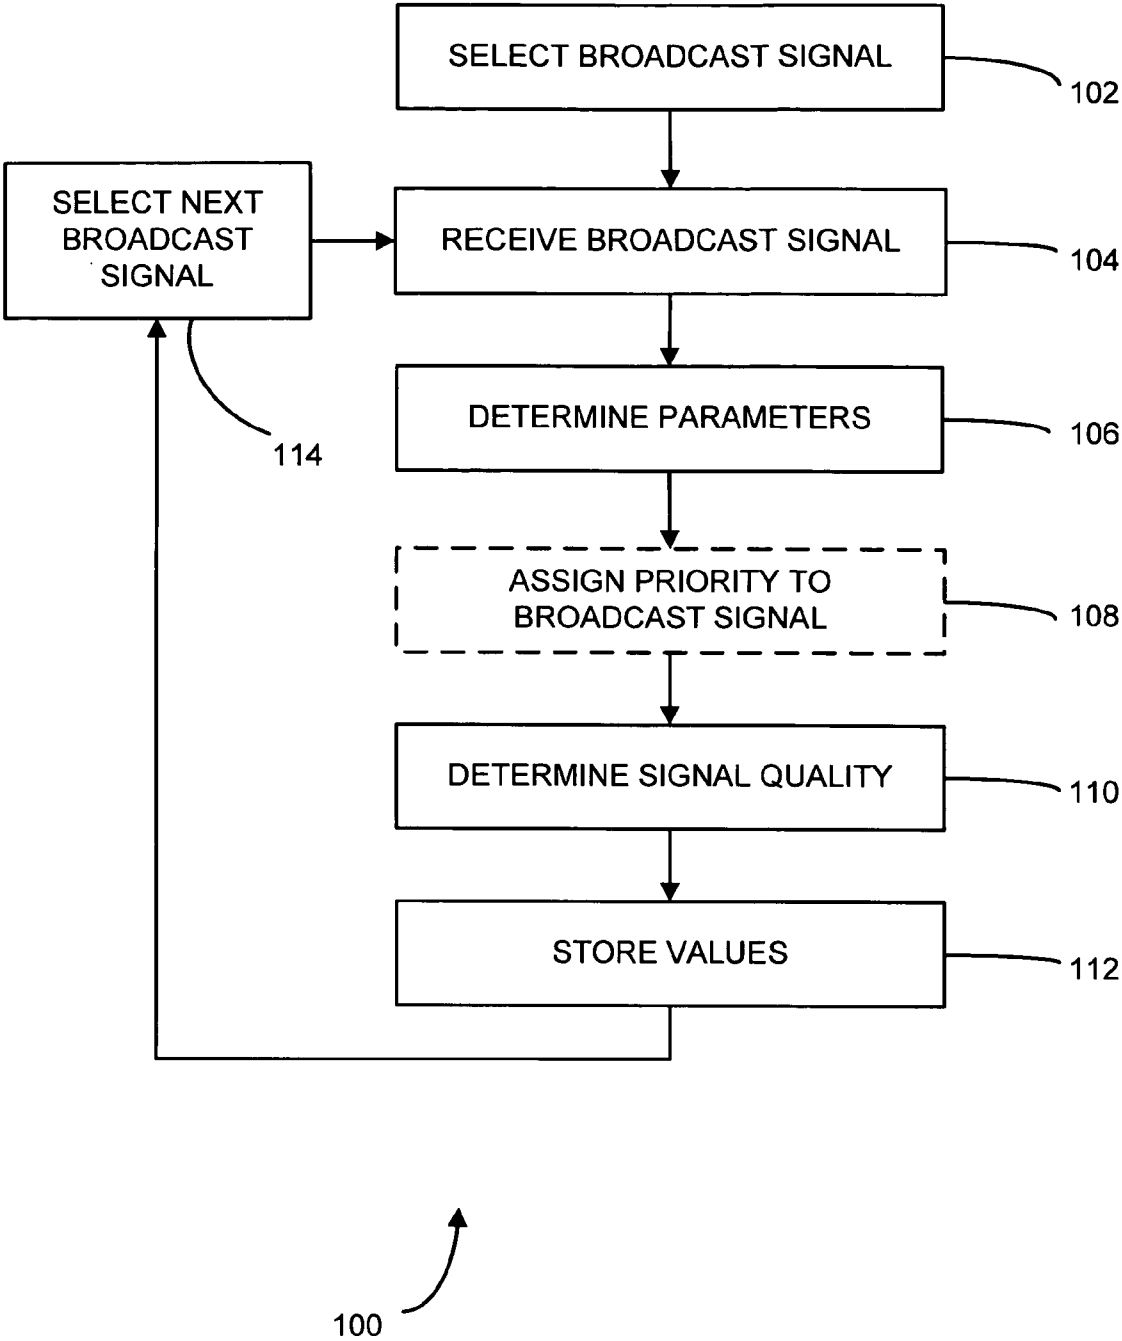 SELECT BROADCAST SIGNAL
102
SELECT NEXT
BROADCAST
SIGNAL
RECEIVE BROADCAST SIGNAL
104
114
DETERMINE PARAMETERS
106
ASSIGN PRIORITY TO
BROADCAST SIGNAL
108
DETERMINE SIGNAL QUALITY
110
STORE VALUES
112
100